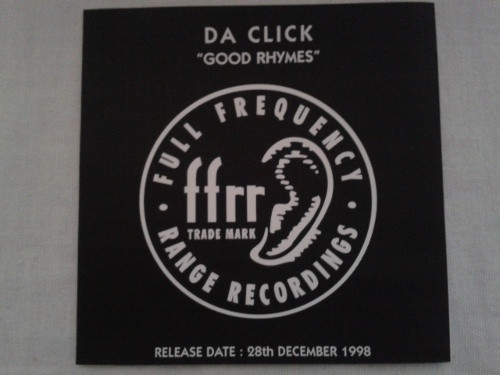 DA CLICK
"GOOD RHYMES"
· FULL FREQUENCY ·
ffrr
TRADE MARK
RANGE RECORDINGS
RELEASE DATE : 28th DECEMBER 1998